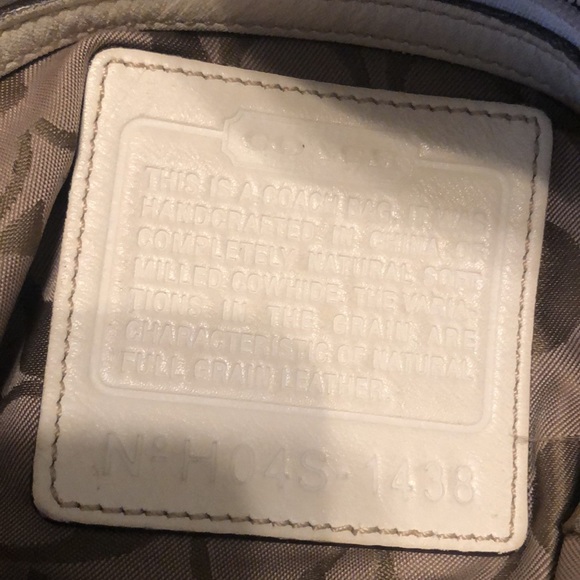 COACH
THIS IS A COACH BAG. IT WAS
HANDCRAFTED IN CHINA OF
COMPLETELY NATURAL SOFT
MILLED COWHIDE. THE VARIA-
TIONS IN THE GRAIN ARE
CHARACTERISTIC OF NATURAL
FULL GRAIN LEATHER.
Nº H04S-1438